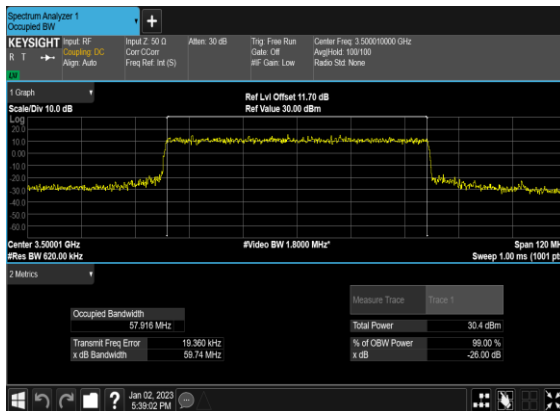 Spectrum Analyzer 1
Occupied BW
KEYSIGHT Input: RF Input Z: 50 Ω Atten: 30 dB Trig: Free Run Center Freq: 3.500010000 GHz
R T Coupling: DC Corr CCorr Gate: Off Avg|Hold: 100/100
Align: Auto Freq Ref: Int (S) #IF Gain: Low Radio Std: None
LXI
1 Graph
Ref Lvl Offset 11.70 dB
Scale/Div 10.0 dB Ref Value 30.00 dBm
Log
20.0
10.0
0.00
-10.0
-20.0
-30.0
-40.0
-50.0
-60.0
Center 3.50001 GHz #Video BW 1.8000 MHz* Span 120 MH
#Res BW 620.00 kHz Sweep 1.00 ms (1001 pt
2 Metrics
Measure Trace Trace 1
Occupied Bandwidth
57.916 MHz Total Power 30.4 dBm
Transmit Freq Error 19.360 kHz % of OBW Power 99.00 %
x dB Bandwidth 59.74 MHz x dB -26.00 dB
Jan 02, 2023
5:39:02 PM